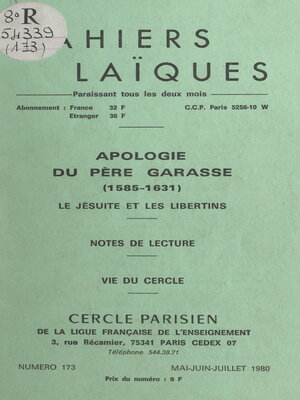 8° R
54339
(173)
AHIERS
LAÏQUES
Paraissant tous les deux mois
Abonnement : France 32 F
Etranger 36 F
C.C.P. Paris 5256-10 W
APOLOGIE
DU PÈRE GARASSE
(1585-1631)
LE JÉSUITE ET LES LIBERTINS
NOTES DE LECTURE
VIE DU CERCLE
CERCLE PARISIEN
DE LA LIGUE FRANÇAISE DE L'ENSEIGNEMENT
3, rue Récamier, 75341 PARIS CEDEX 07
Téléphone 544.38.71
NUMERO 173
MAI-JUIN-JUILLET 1980
Prix du numéro : 9 F